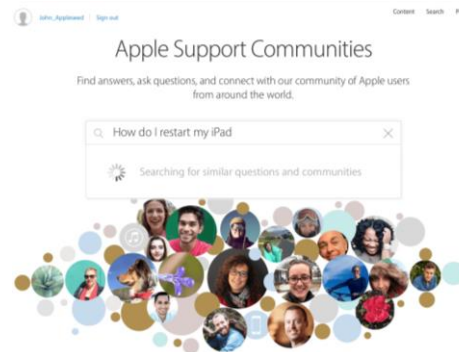 John_Appleseed | Sign out
Content Search
Apple Support Communities
Find answers, ask questions, and connect with our community of Apple users
from around the world.
How do I restart my iPad
Searching for similar questions and communities